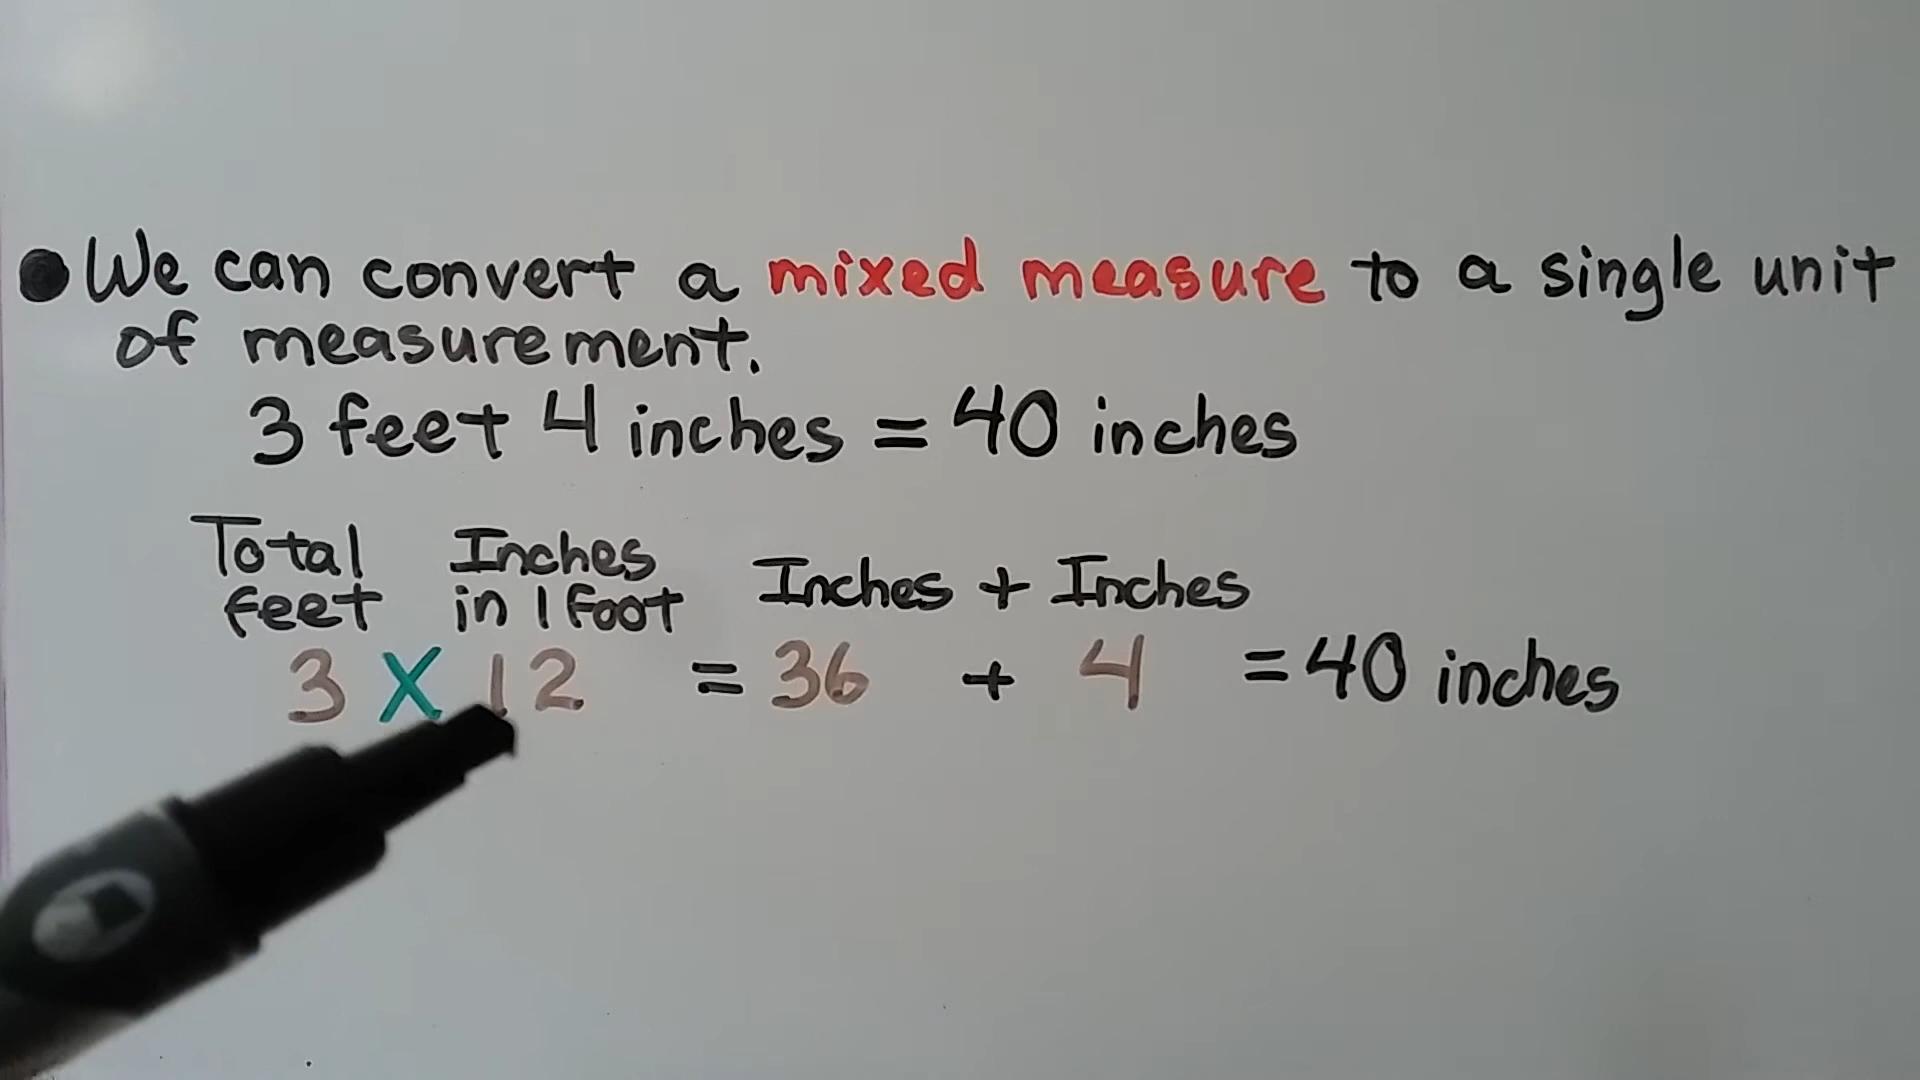 ● We can convert a mixed measure to a single unit
of measurement.
3 feet 4 inches = 40 inches
Total Inches
feet in 1 foot Inches + Inches
3 X 12 = 36 + 4 = 40 inches